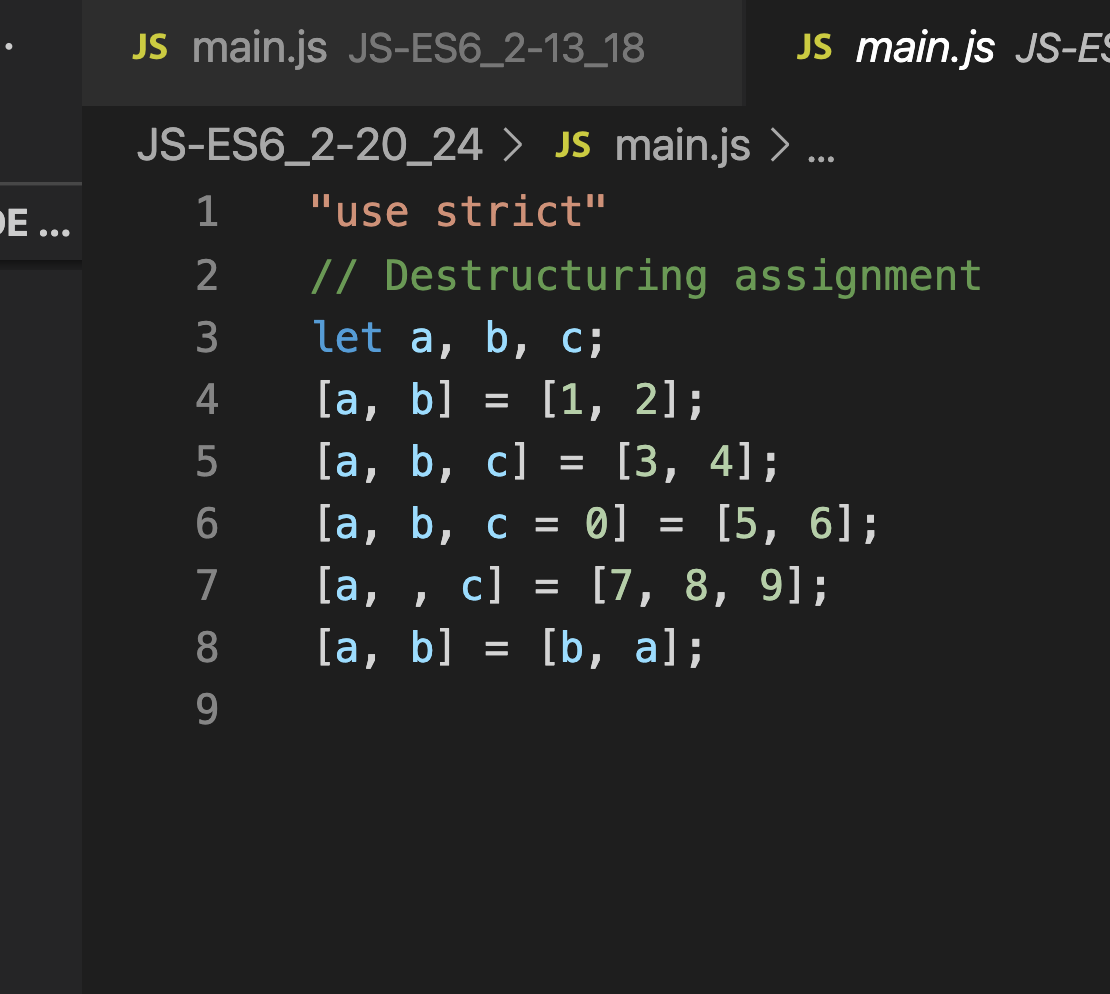 JS main.js JS-ES6_2-13_18 JS main.js JS-ES
JS-ES6_2-20_24 > JS main.js > ...
DE ...
1 "use strict"
2 // Destructuring assignment
3 let a, b, c;
4 [a, b] = [1, 2];
5 [a, b, c] = [3, 4];
6 [a, b, c = 0] = [5, 6];
7 [a, , c] = [7, 8, 9];
8 [a, b] = [b, a];
9